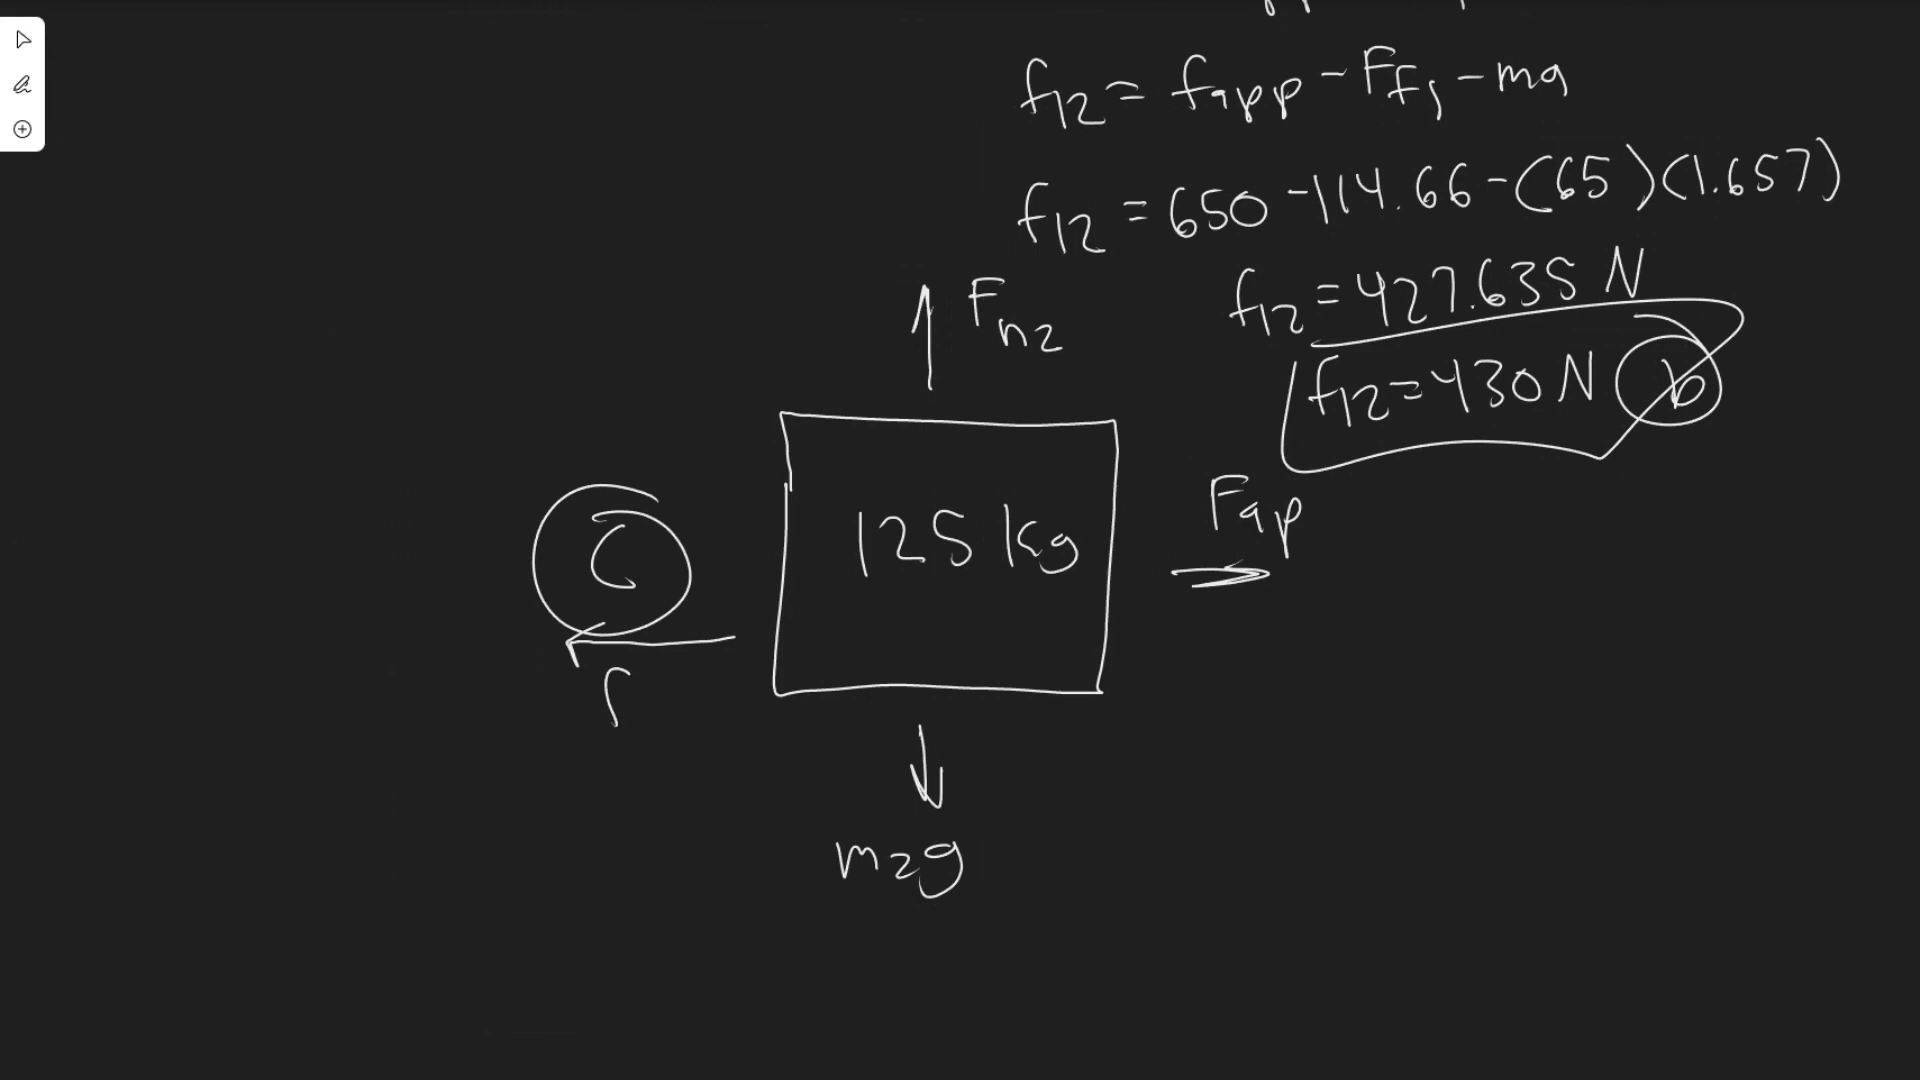 f12 = fapp - Ff1 - ma
f12 = 650 - 114.66 - (65)(1.657)
f12 = 427.635 N
f12 = 430 N b
Fn2
125 kg
Fap
C
m2g